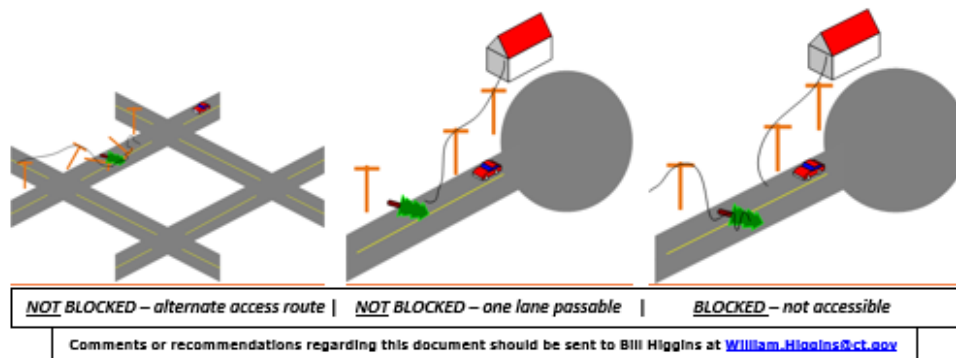 NOT BLOCKED – alternate access route | NOT BLOCKED – one lane passable | BLOCKED – not accessible
Comments or recommendations regarding this document should be sent to Bill Higgins at William.Higgins@ct.gov